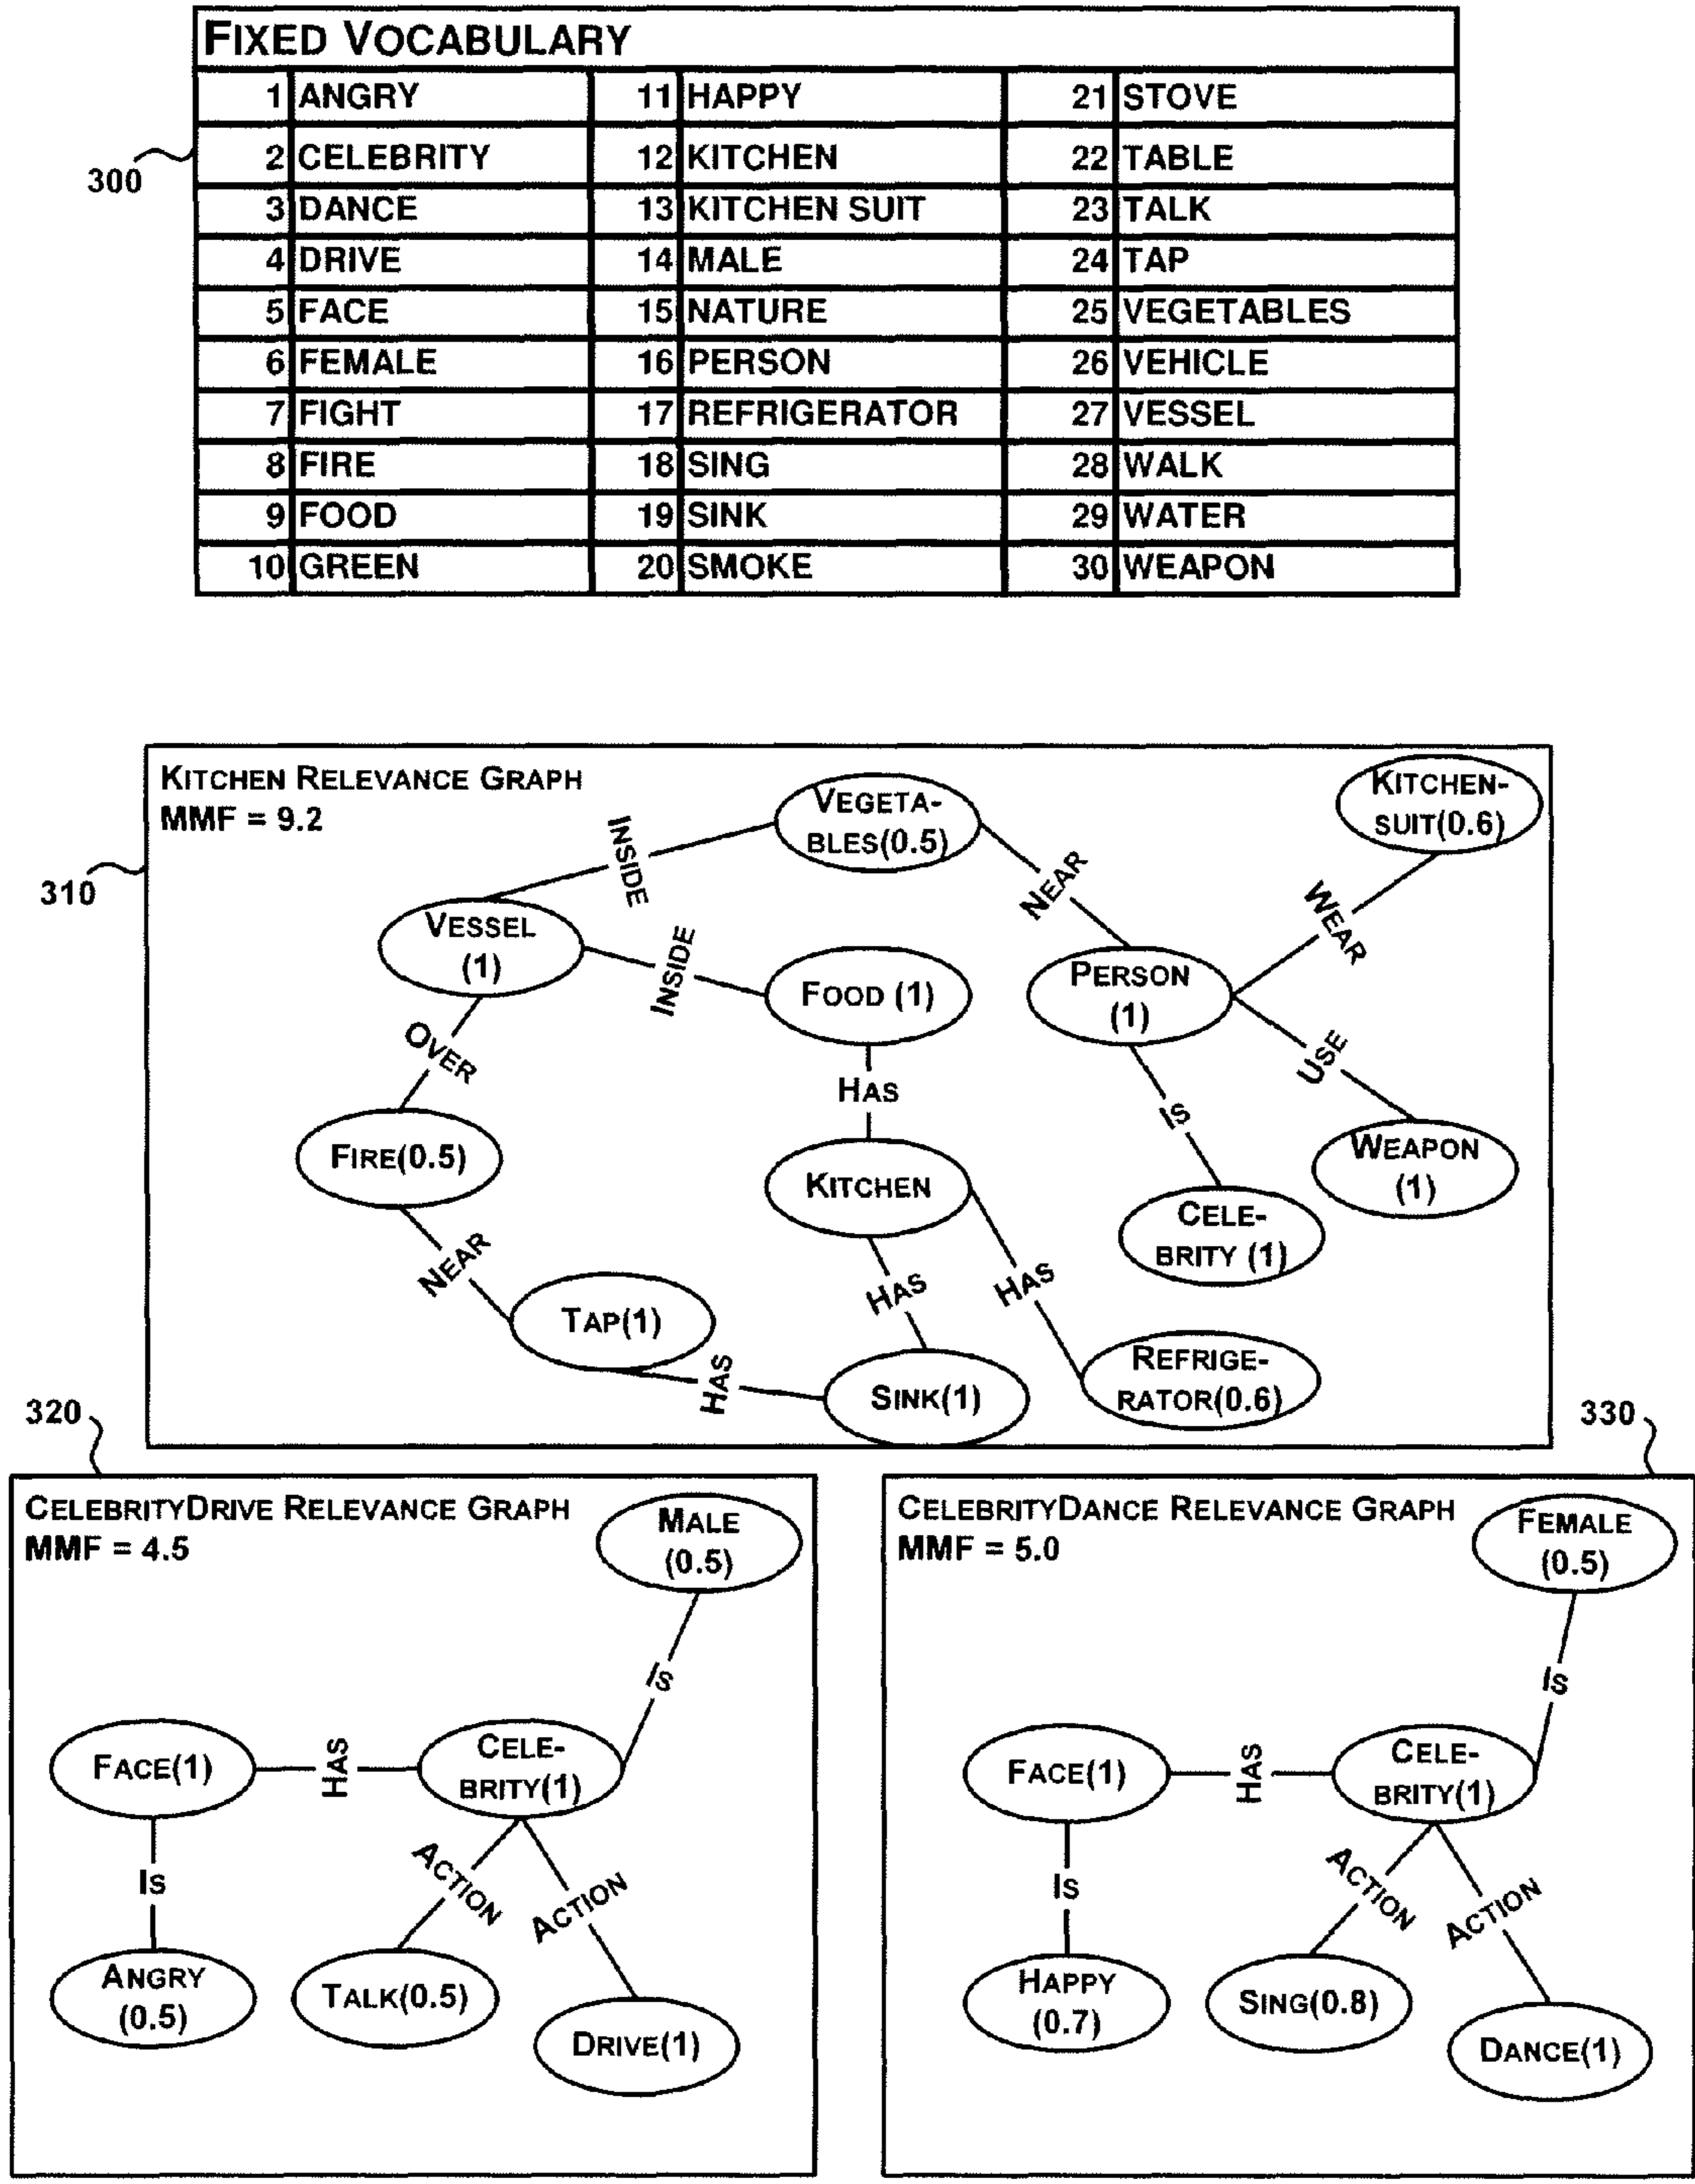 FIXED VOCABULARY
1 ANGRY 11 HAPPY 21 STOVE
2 CELEBRITY 12 KITCHEN 22 TABLE
300
3 DANCE 13 KITCHEN SUIT 23 TALK
4 DRIVE 14 MALE 24 TAP
5 FACE 15 NATURE 25 VEGETABLES
6 FEMALE 16 PERSON 26 VEHICLE
7 FIGHT 17 REFRIGERATOR 27 VESSEL
8 FIRE 18 SING 28 WALK
9 FOOD 19 SINK 29 WATER
10 GREEN 20 SMOKE 30 WEAPON
310
KITCHEN RELEVANCE GRAPH
MMF = 9.2
VEGETA-
BLES(0.5)
KITCHEN-
SUIT(0.6)
INSIDE
NEAR
WEAR
VESSEL
(1)
INSIDE
FOOD (1)
PERSON
(1)
OVER
HAS
USE
IS
FIRE(0.5)
KITCHEN
WEAPON
(1)
CELE-
BRITY (1)
NEAR
HAS
HAS
TAP(1)
HAS
SINK(1)
REFRIGE-
RATOR(0.6)
320
CELEBRITYDRIVE RELEVANCE GRAPH
MMF = 4.5
MALE
(0.5)
IS
FACE(1)
HAS
CELE-
BRITY(1)
IS
ACTION
ACTION
ANGRY
(0.5)
TALK(0.5)
DRIVE(1)
330
CELEBRITYDANCE RELEVANCE GRAPH
MMF = 5.0
FEMALE
(0.5)
IS
FACE(1)
HAS
CELE-
BRITY(1)
IS
ACTION
ACTION
HAPPY
(0.7)
SING(0.8)
DANCE(1)